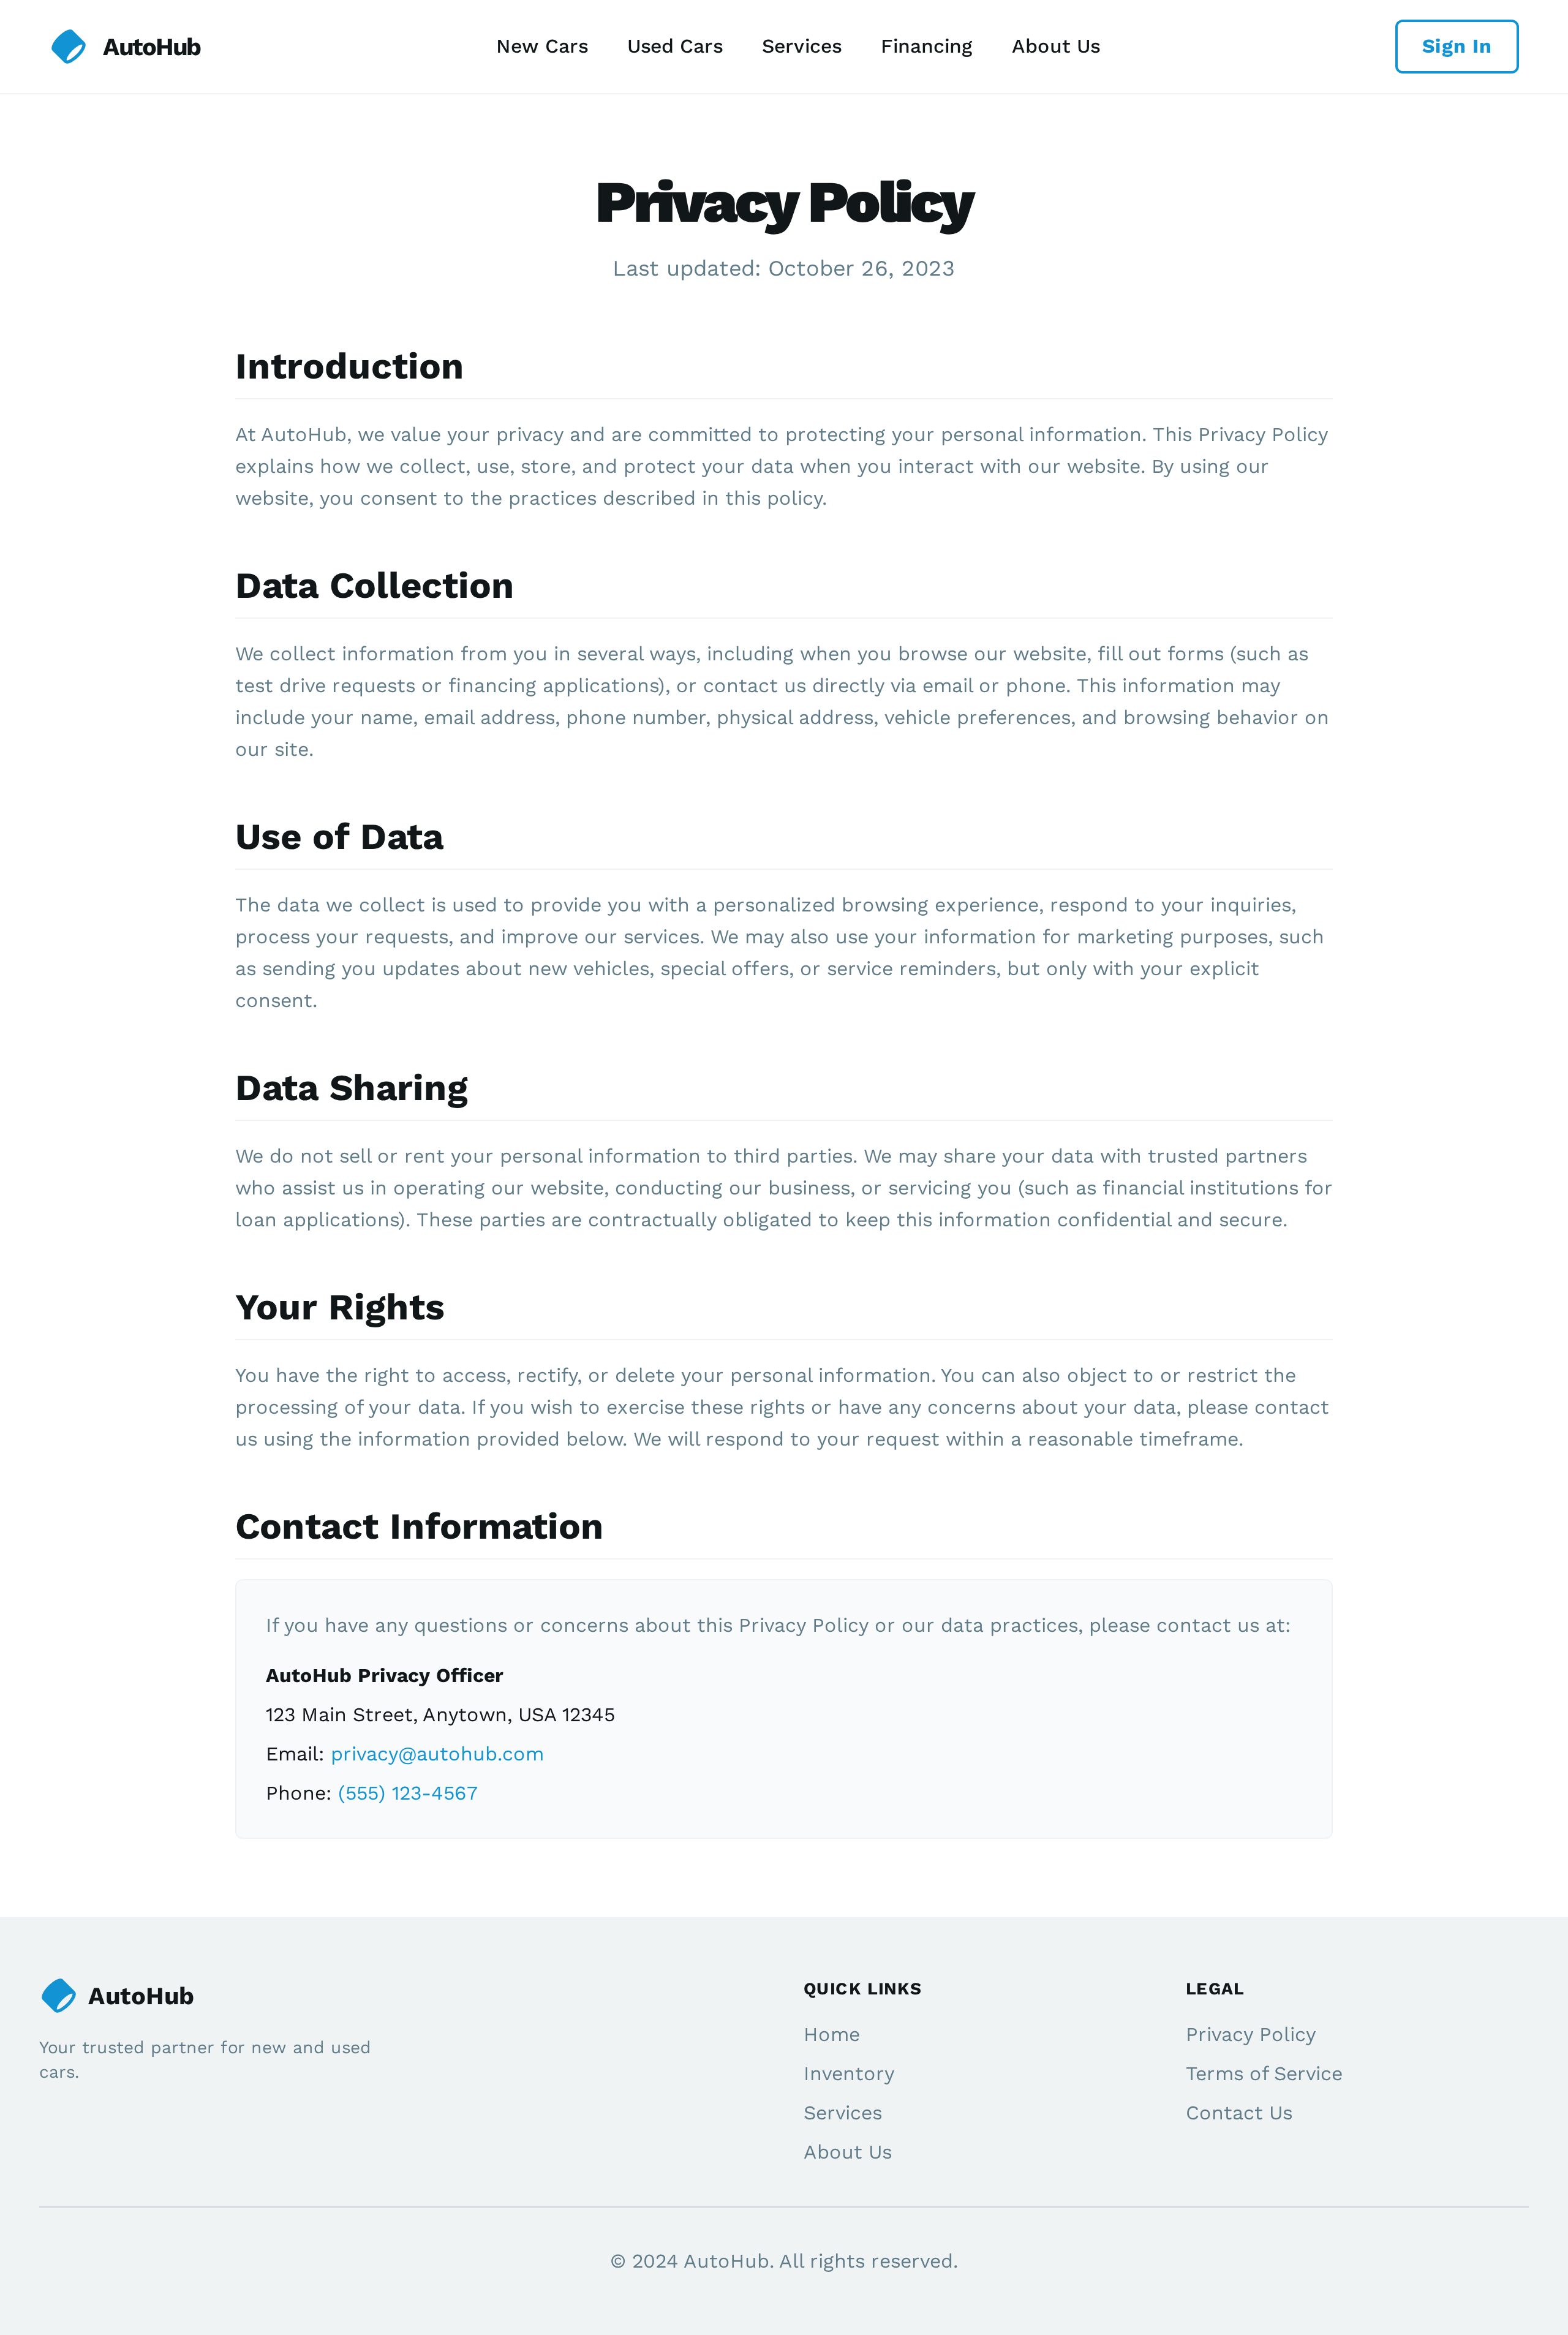 AutoHub
New Cars
Used Cars
Services
Financing
About Us
Sign In
Privacy Policy
Last updated: October 26, 2023
Introduction
At AutoHub, we value your privacy and are committed to protecting your personal information. This Privacy Policy
explains how we collect, use, store, and protect your data when you interact with our website. By using our
website, you consent to the practices described in this policy.
Data Collection
We collect information from you in several ways, including when you browse our website, fill out forms (such as
test drive requests or financing applications), or contact us directly via email or phone. This information may
include your name, email address, phone number, physical address, vehicle preferences, and browsing behavior on
our site.
Use of Data
The data we collect is used to provide you with a personalized browsing experience, respond to your inquiries,
process your requests, and improve our services. We may also use your information for marketing purposes, such
as sending you updates about new vehicles, special offers, or service reminders, but only with your explicit
consent.
Data Sharing
We do not sell or rent your personal information to third parties. We may share your data with trusted partners
who assist us in operating our website, conducting our business, or servicing you (such as financial institutions for
loan applications). These parties are contractually obligated to keep this information confidential and secure.
Your Rights
You have the right to access, rectify, or delete your personal information. You can also object to or restrict the
processing of your data. If you wish to exercise these rights or have any concerns about your data, please contact
us using the information provided below. We will respond to your request within a reasonable timeframe.
Contact Information
If you have any questions or concerns about this Privacy Policy or our data practices, please contact us at:
AutoHub Privacy Officer
123 Main Street, Anytown, USA 12345
Email: privacy@autohub.com
Phone: (555) 123-4567
AutoHub
Your trusted partner for new and used
cars.
QUICK LINKS
Home
Inventory
Services
About Us
LEGAL
Privacy Policy
Terms of Service
Contact Us
© 2024 AutoHub. All rights reserved.